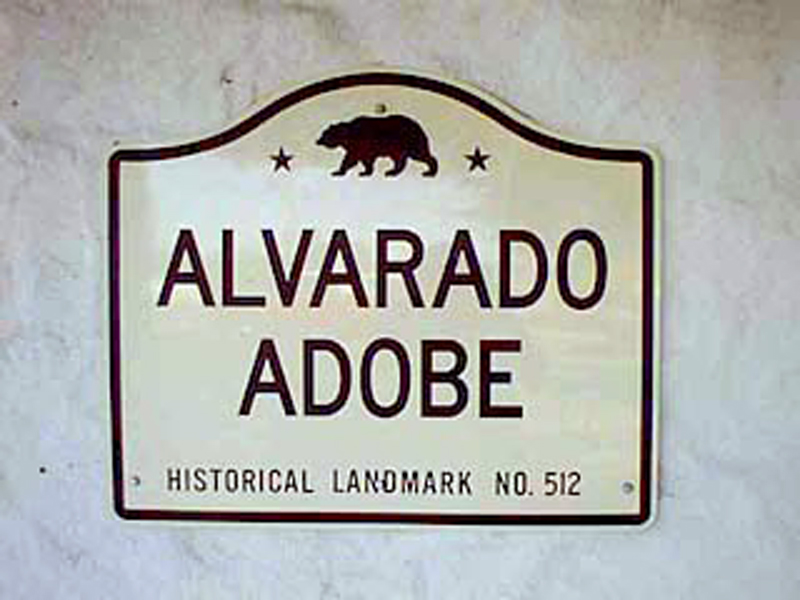 ALVARADO
ADOBE
HISTORICAL LANDMARK NO. 512